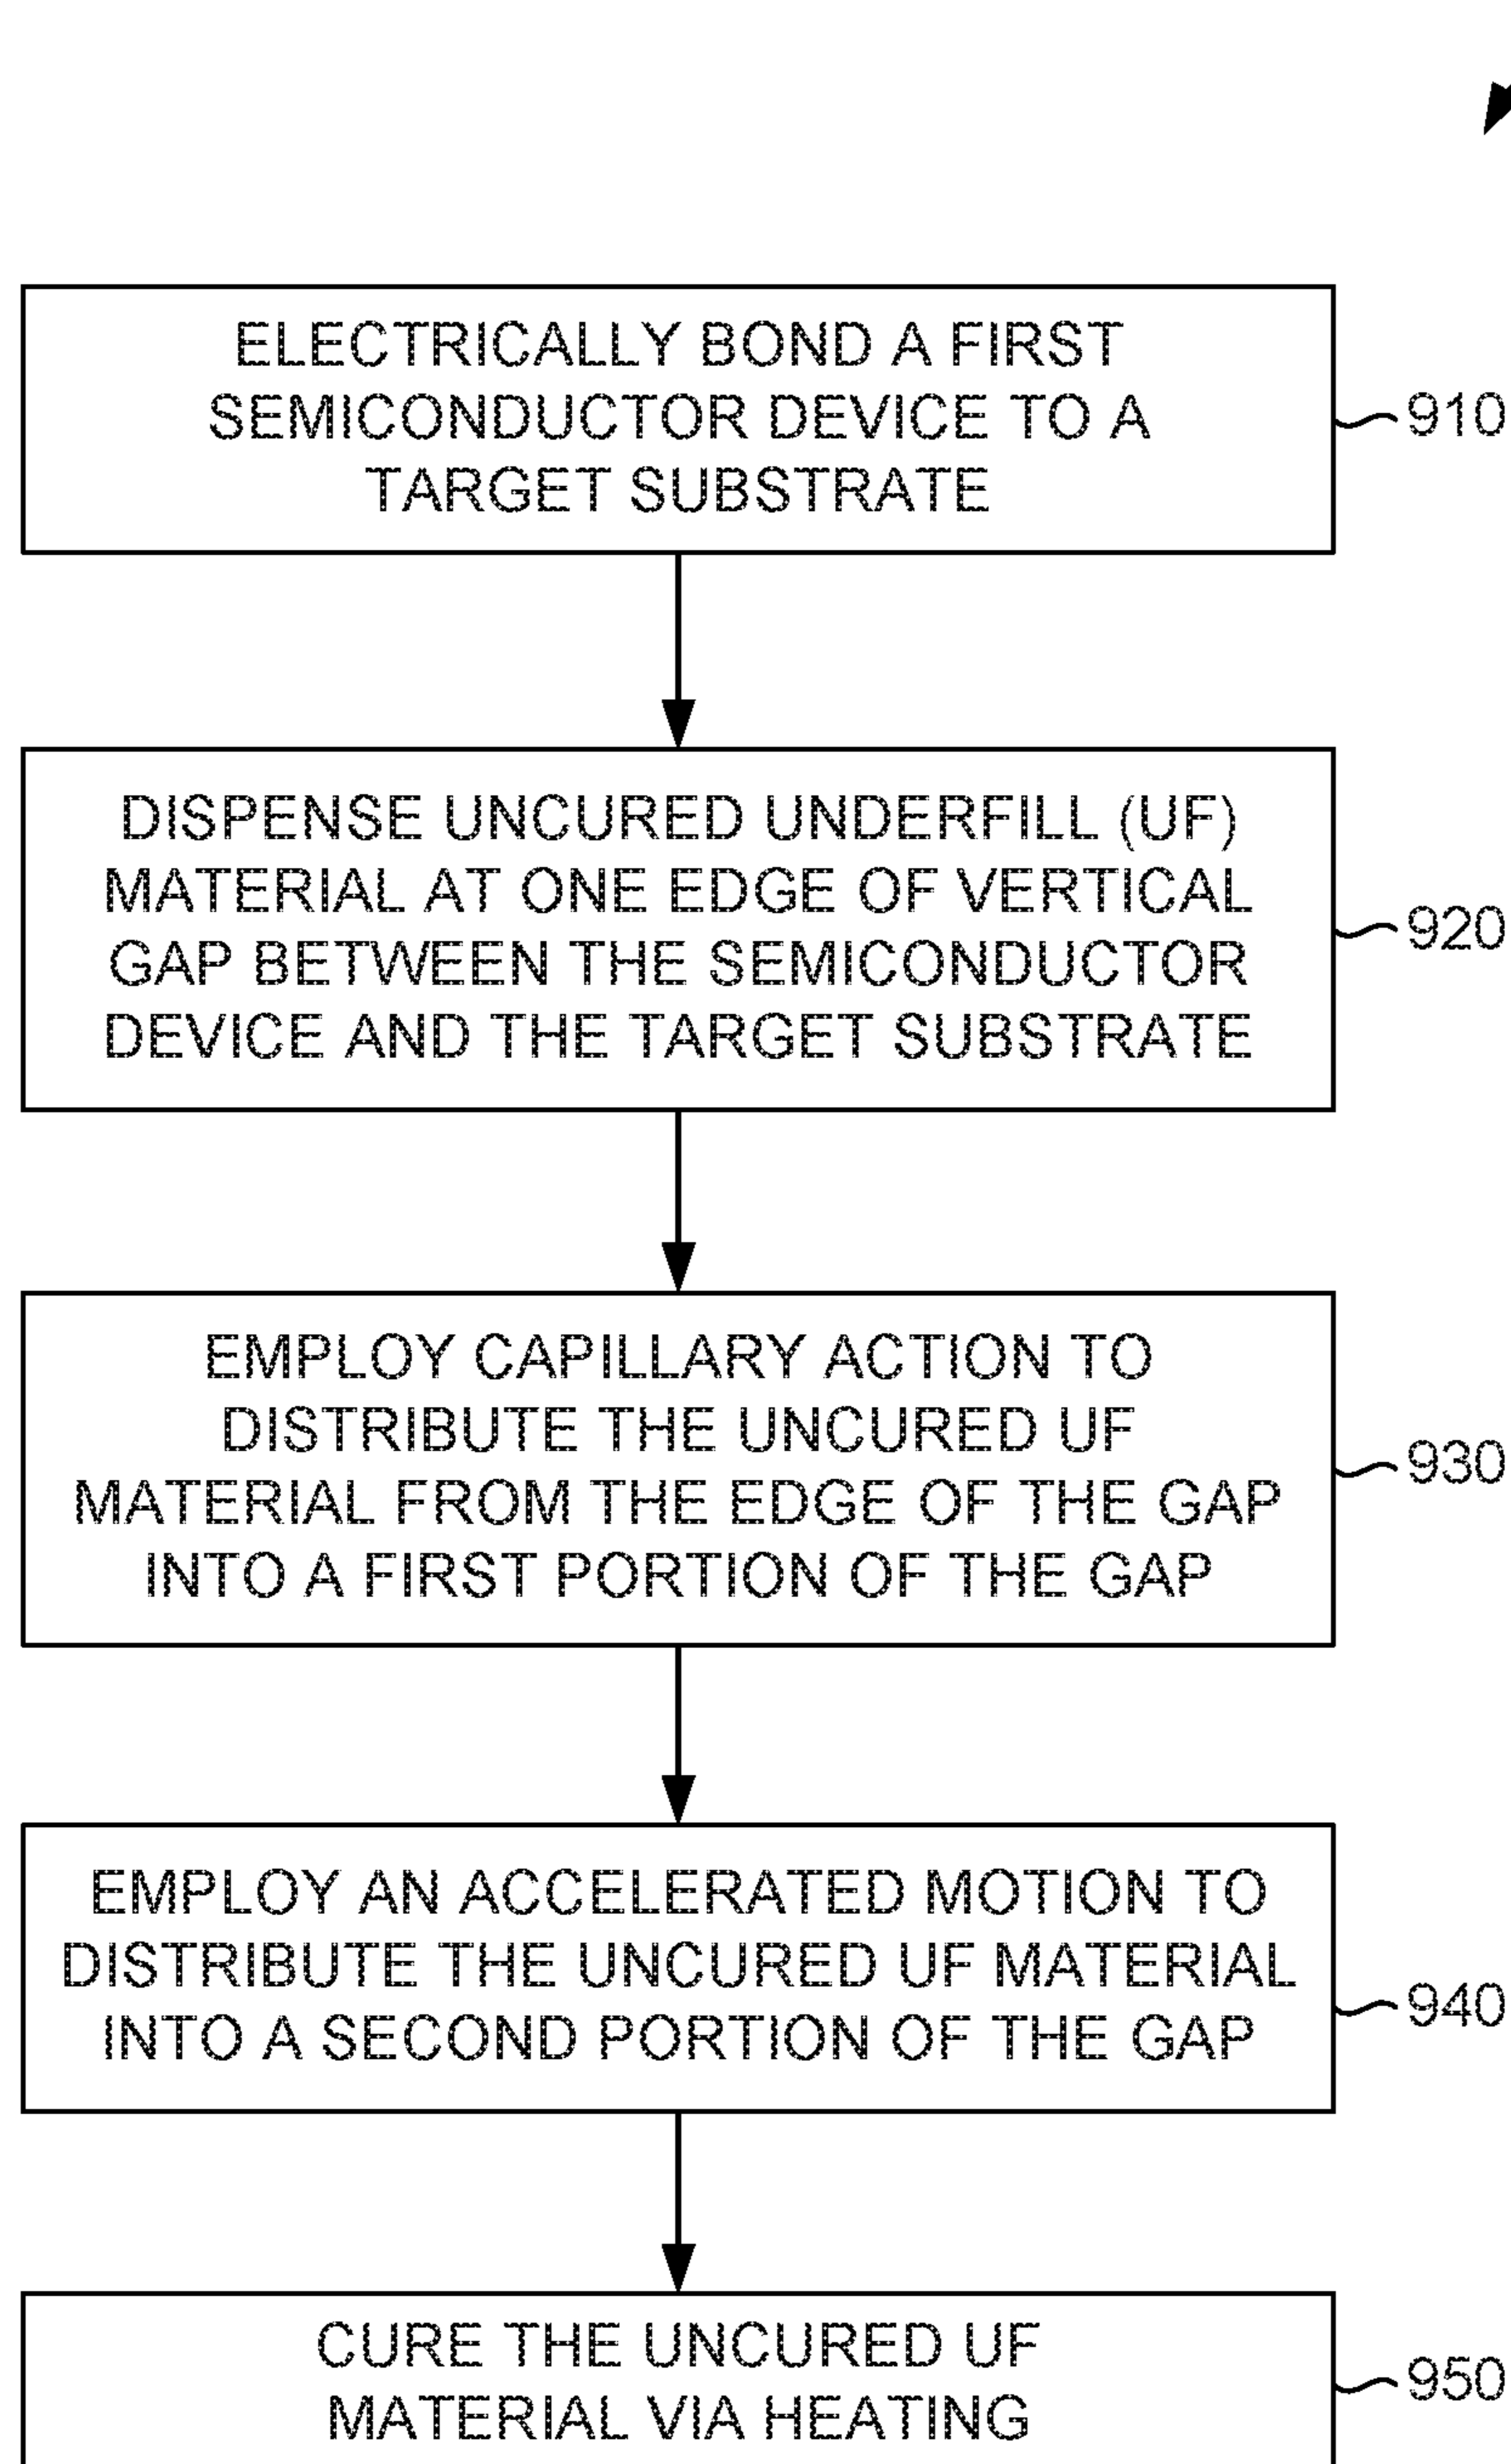 ELECTRICALLY BOND A FIRST
SEMICONDUCTOR DEVICE TO A
TARGET SUBSTRATE
910
DISPENSE UNCURED UNDERFILL (UF)
MATERIAL AT ONE EDGE OF VERTICAL
GAP BETWEEN THE SEMICONDUCTOR
DEVICE AND THE TARGET SUBSTRATE
920
EMPLOY CAPILLARY ACTION TO
DISTRIBUTE THE UNCURED UF
MATERIAL FROM THE EDGE OF THE GAP
INTO A FIRST PORTION OF THE GAP
930
EMPLOY AN ACCELERATED MOTION TO
DISTRIBUTE THE UNCURED UF MATERIAL
INTO A SECOND PORTION OF THE GAP
940
CURE THE UNCURED UF
MATERIAL VIA HEATING
950